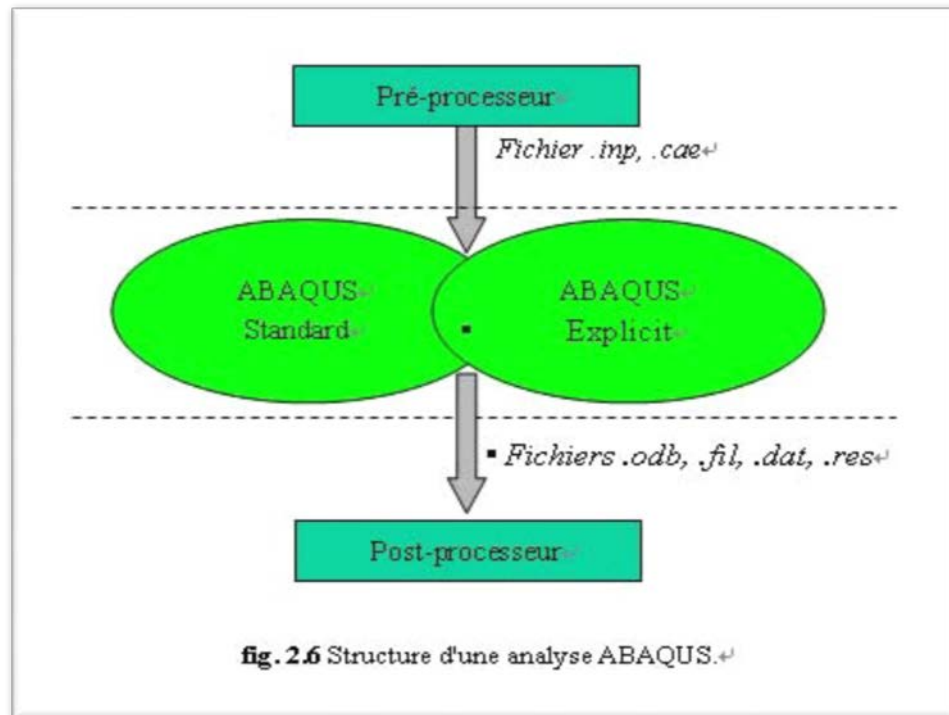 Pré-processeur
Fichier .inp, .cae
ABAQUS
Standard
ABAQUS
Explicit
Fichiers .odb, .fil, .dat, .res
Post-processeur
fig. 2.6 Structure d'une analyse ABAQUS.